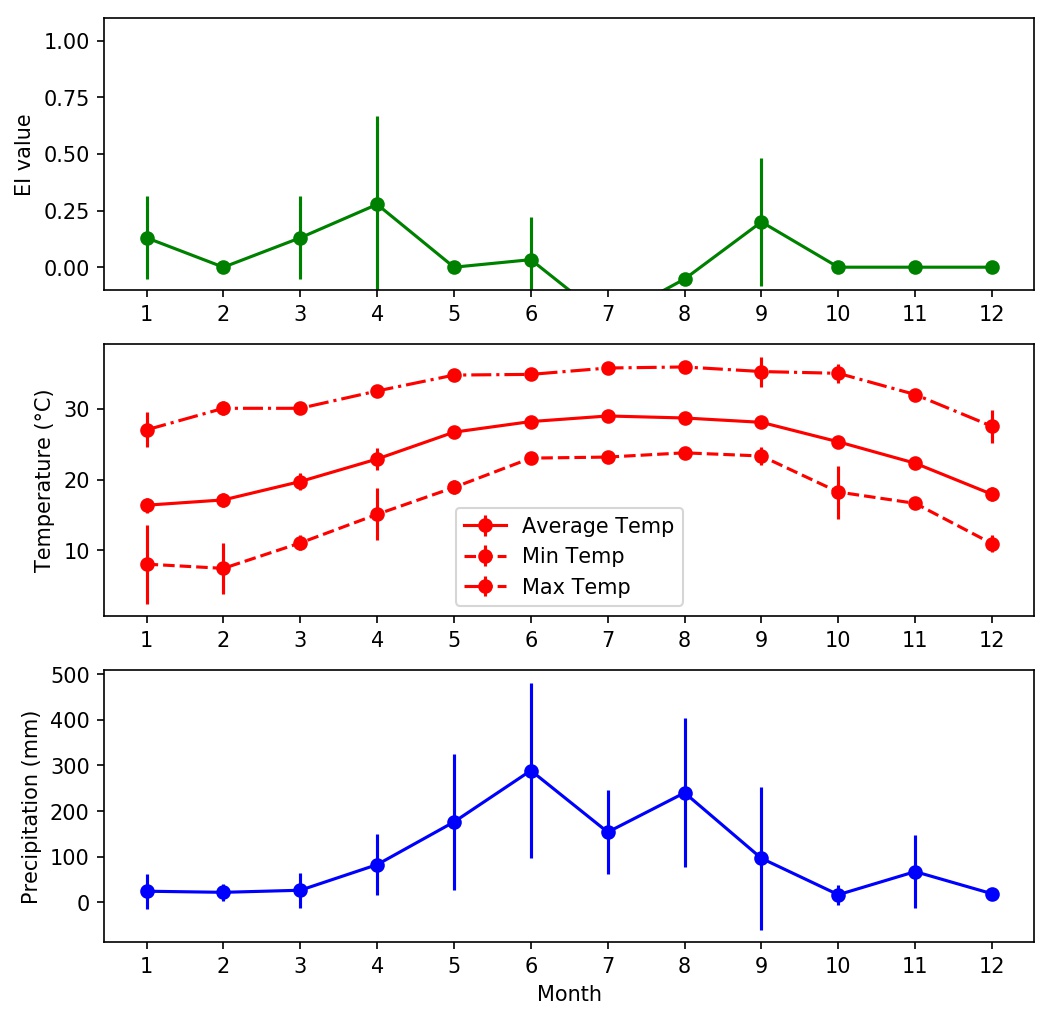 1.00
0.75
0.50
0.25
0.00
EI value
1 2 3 4 5 6 7 8 9 10 11 12
30
20
10
Temperature (°C)
Average Temp
Min Temp
Max Temp
1 2 3 4 5 6 7 8 9 10 11 12
500
400
300
200
100
0
Precipitation (mm)
1 2 3 4 5 6 7 8 9 10 11 12
Month